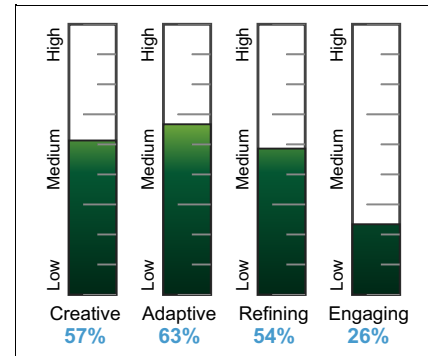 High High High High
Medium Medium Medium Medium
Low Low Low Low
Creative Adaptive Refining Engaging
57% 63% 54% 26%